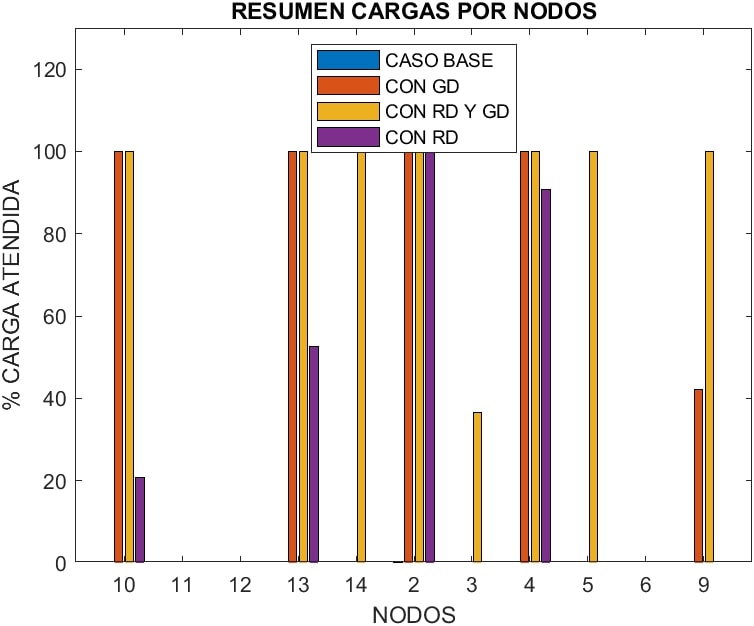 RESUMEN CARGAS POR NODOS
CASO BASE
CON GD
CON RD Y GD
CON RD
% CARGA ATENDIDA
120
100
80
60
40
20
0
10 11 12 13 14 2 3 4 5 6 9
NODOS